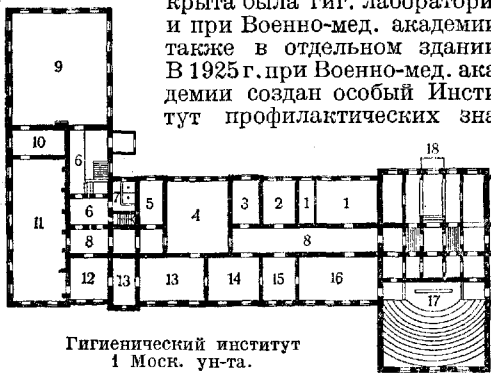 крыта была гиг. лаборатори
и при Военно-мед. академии
также в отдельном здании
В 1925 г. при Военно-мед. ака
демии создан особый Инсти
тут профилактических зна
9
18
10
6
7
5
3
2
1
1
11
6
4
8
8
12
13
13
14
15
16
17
Гигиенический институт
1 Моск. ун-та.